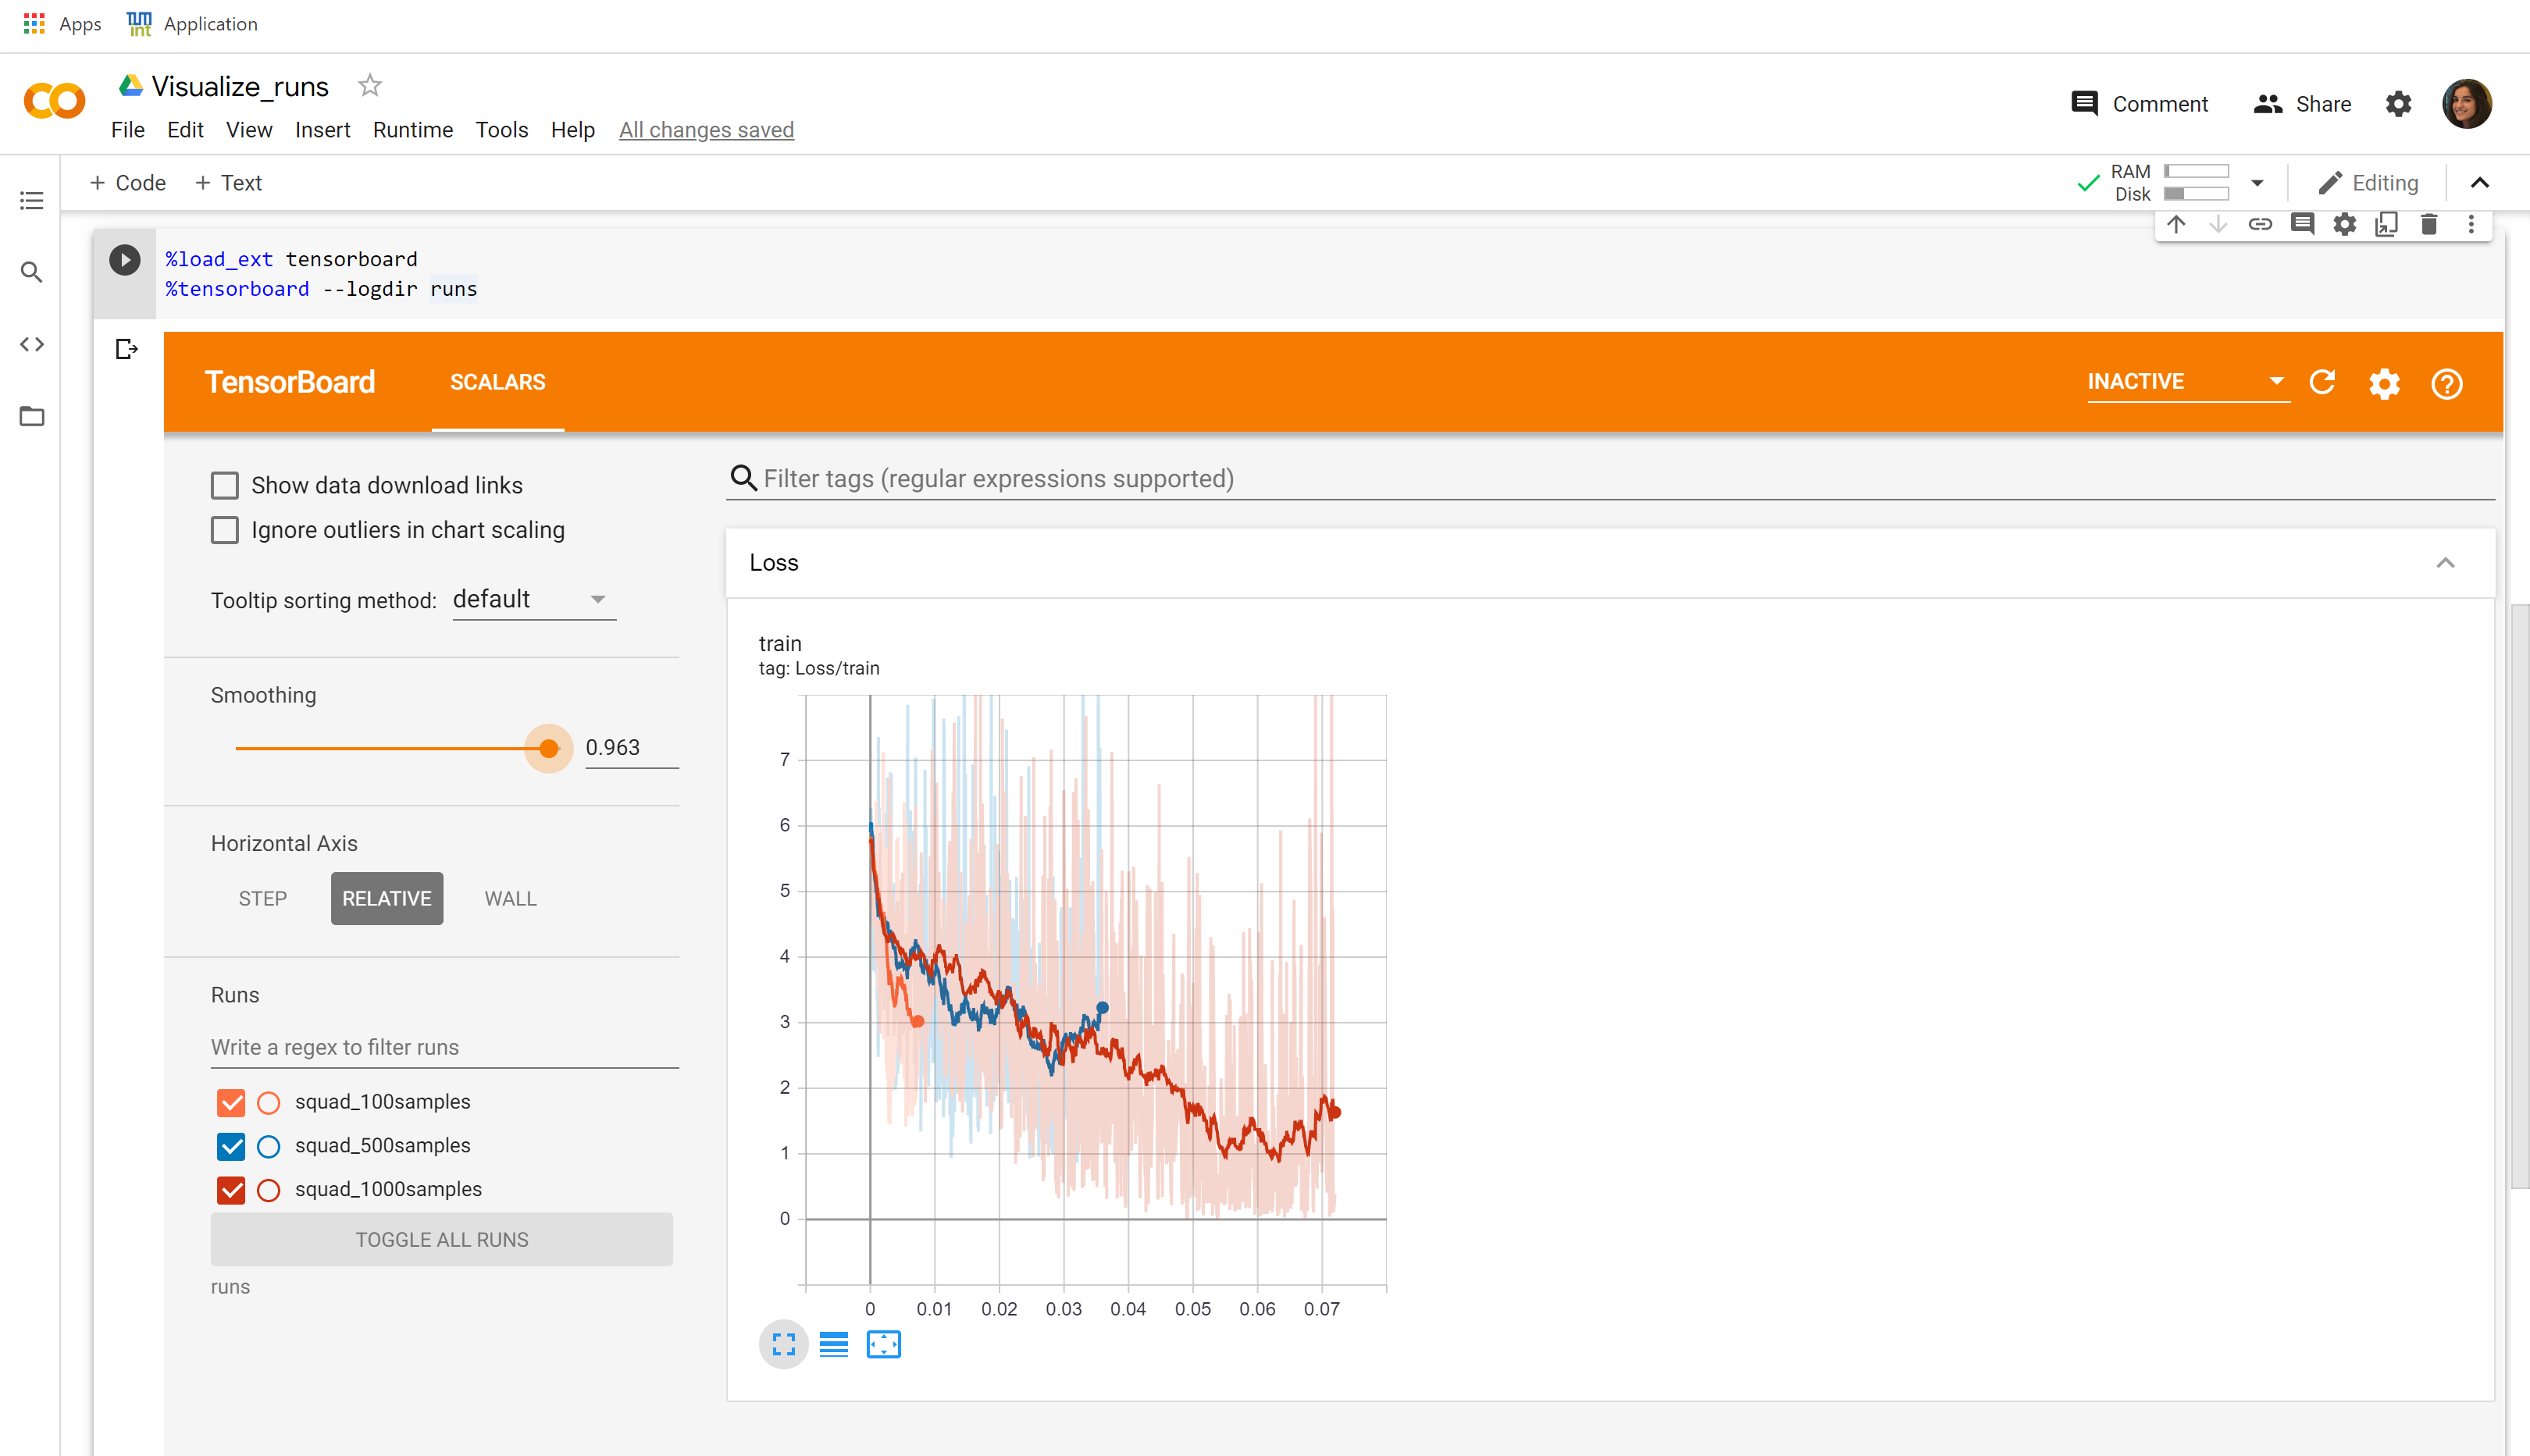 Apps Application
Visualize_runs
File Edit View Insert Runtime Tools Help All changes saved
Comment Share
+ Code + Text
RAM
Disk
Editing
%load_ext tensorboard
%tensorboard --logdir runs
TensorBoard SCALARS INACTIVE
Show data download links
Ignore outliers in chart scaling
Tooltip sorting method: default
Smoothing
0.963
Horizontal Axis
STEP RELATIVE WALL
Runs
Write a regex to filter runs
squad_100samples
squad_500samples
squad_1000samples
TOGGLE ALL RUNS
runs
Filter tags (regular expressions supported)
Loss
train
tag: Loss/train
7
6
5
4
3
2
1
0
0 0.01 0.02 0.03 0.04 0.05 0.06 0.07